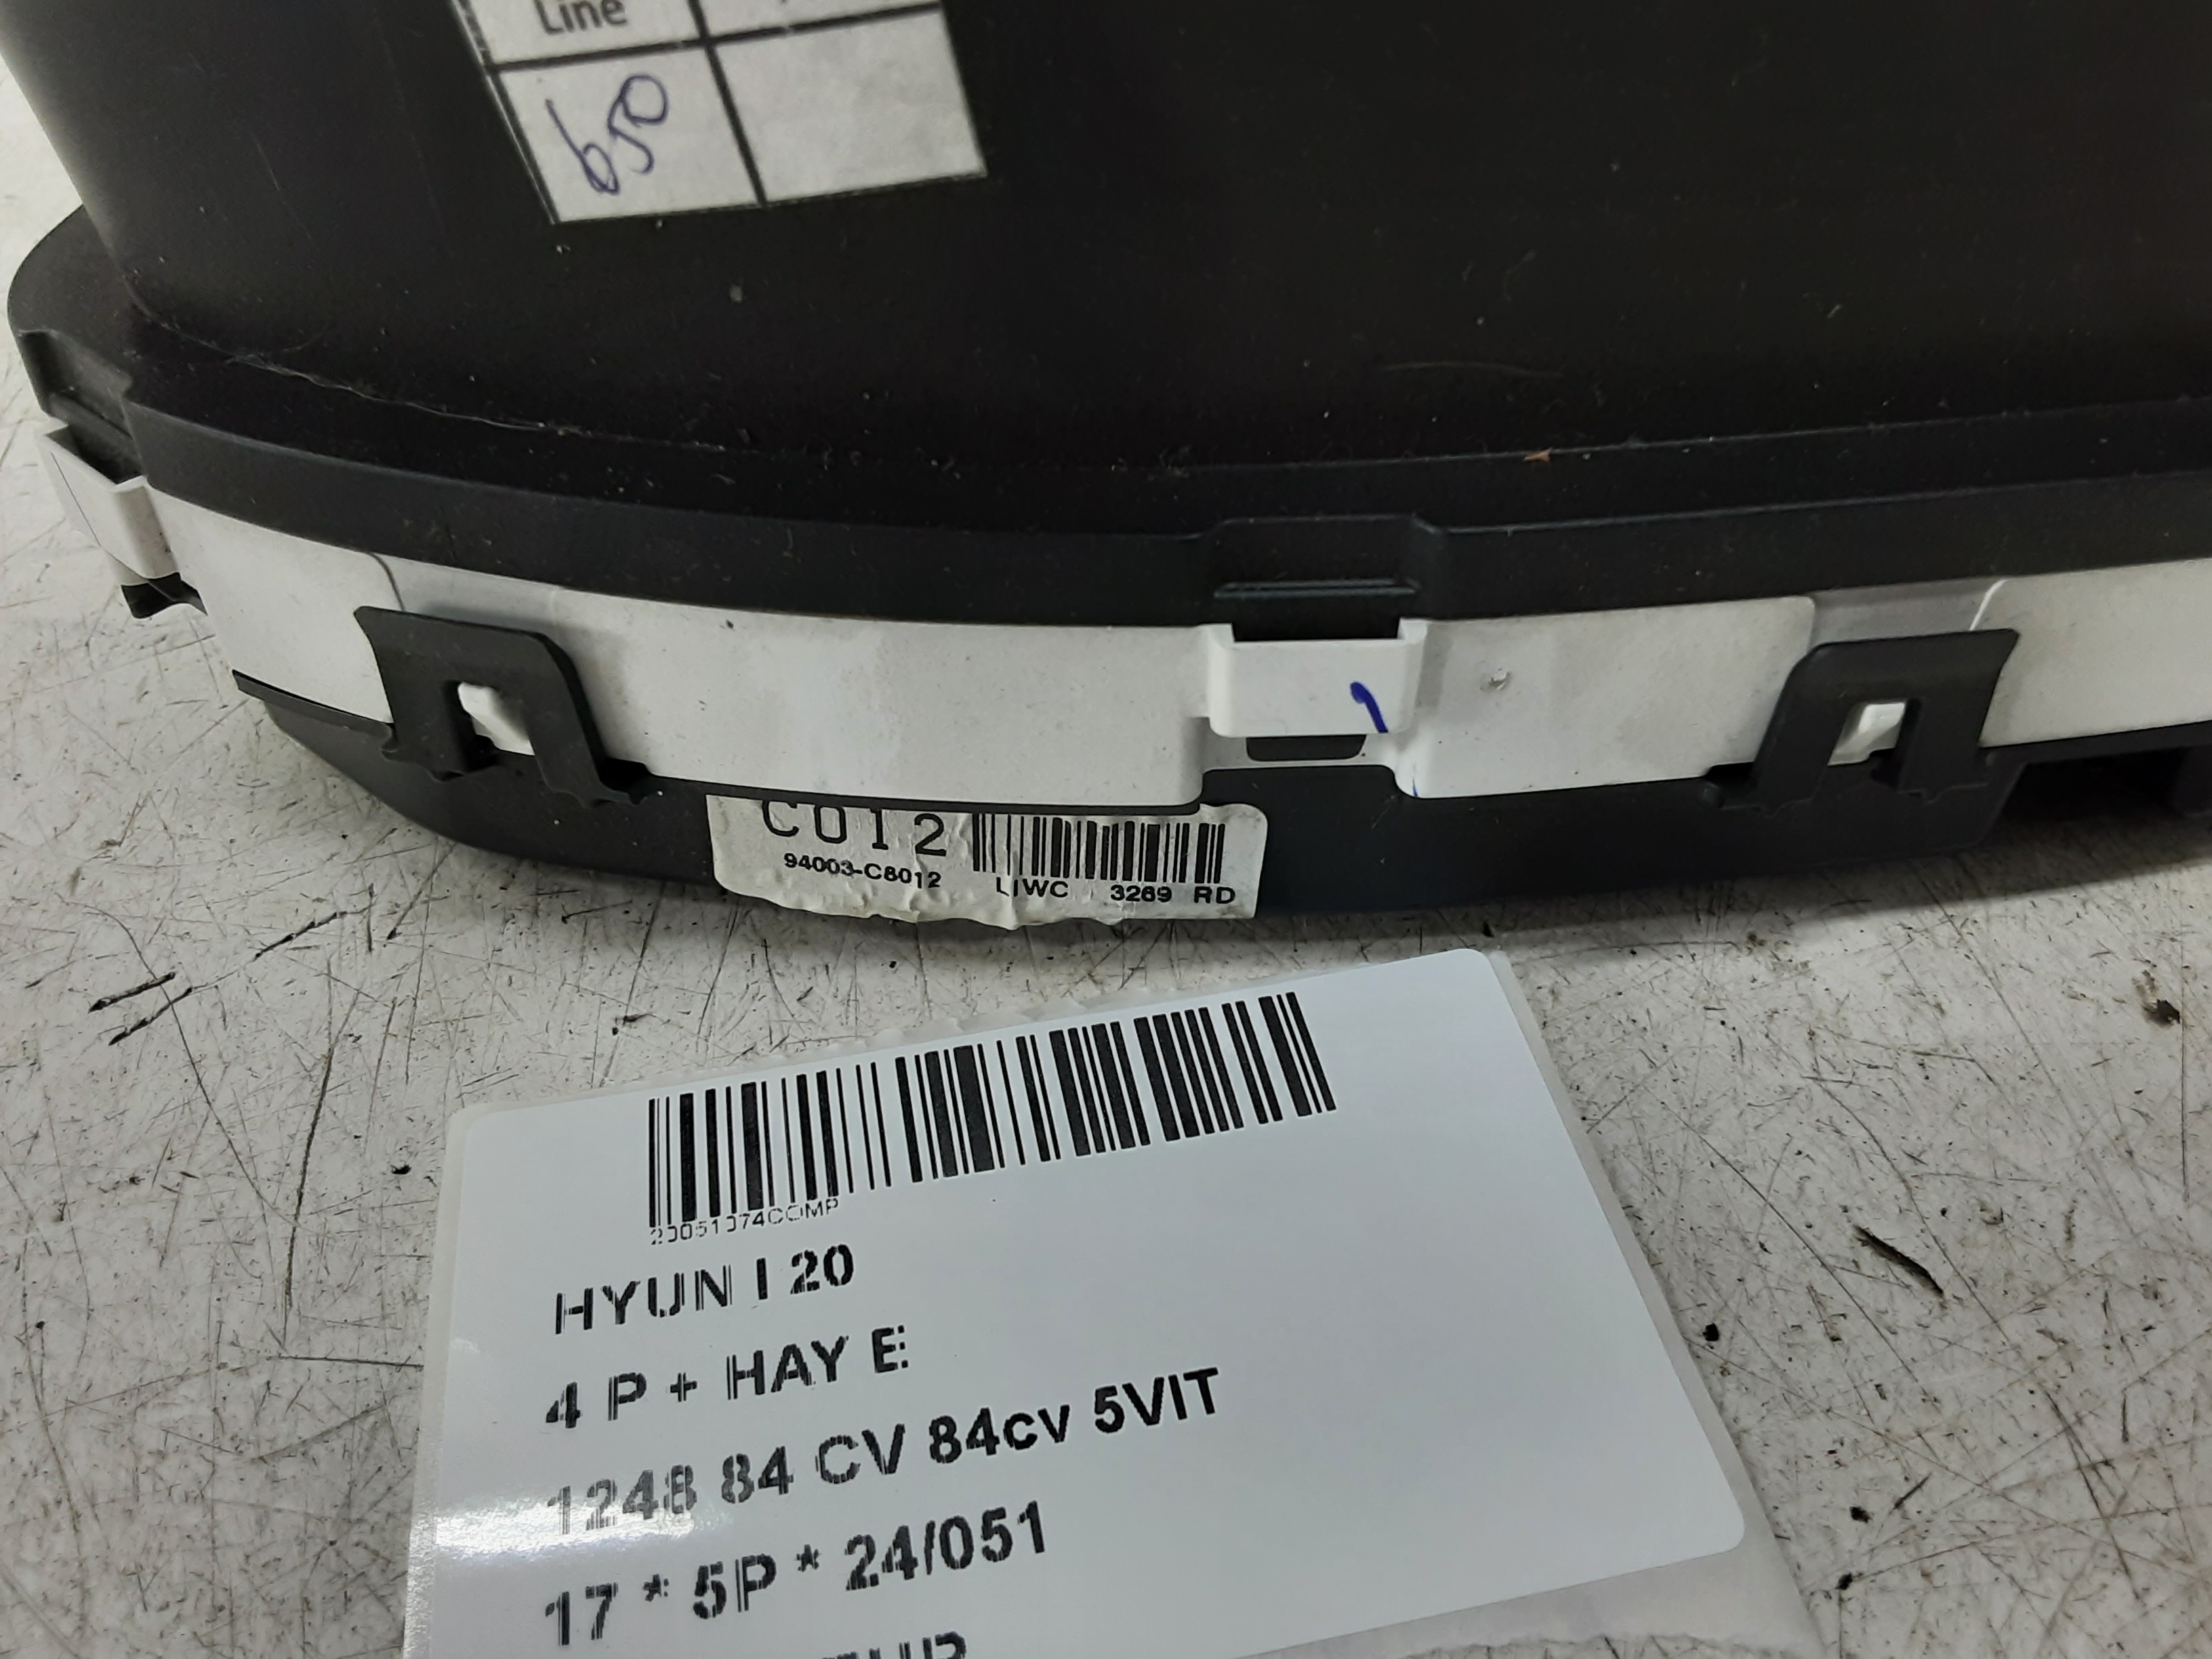 Line
650
C012
94003-C8012 LJWC 3269 RD
20051074COMP
HYUN I 20
4 P + HAY E
1248 84 CV 84cv 5VIT
17 * 5P * 24/051